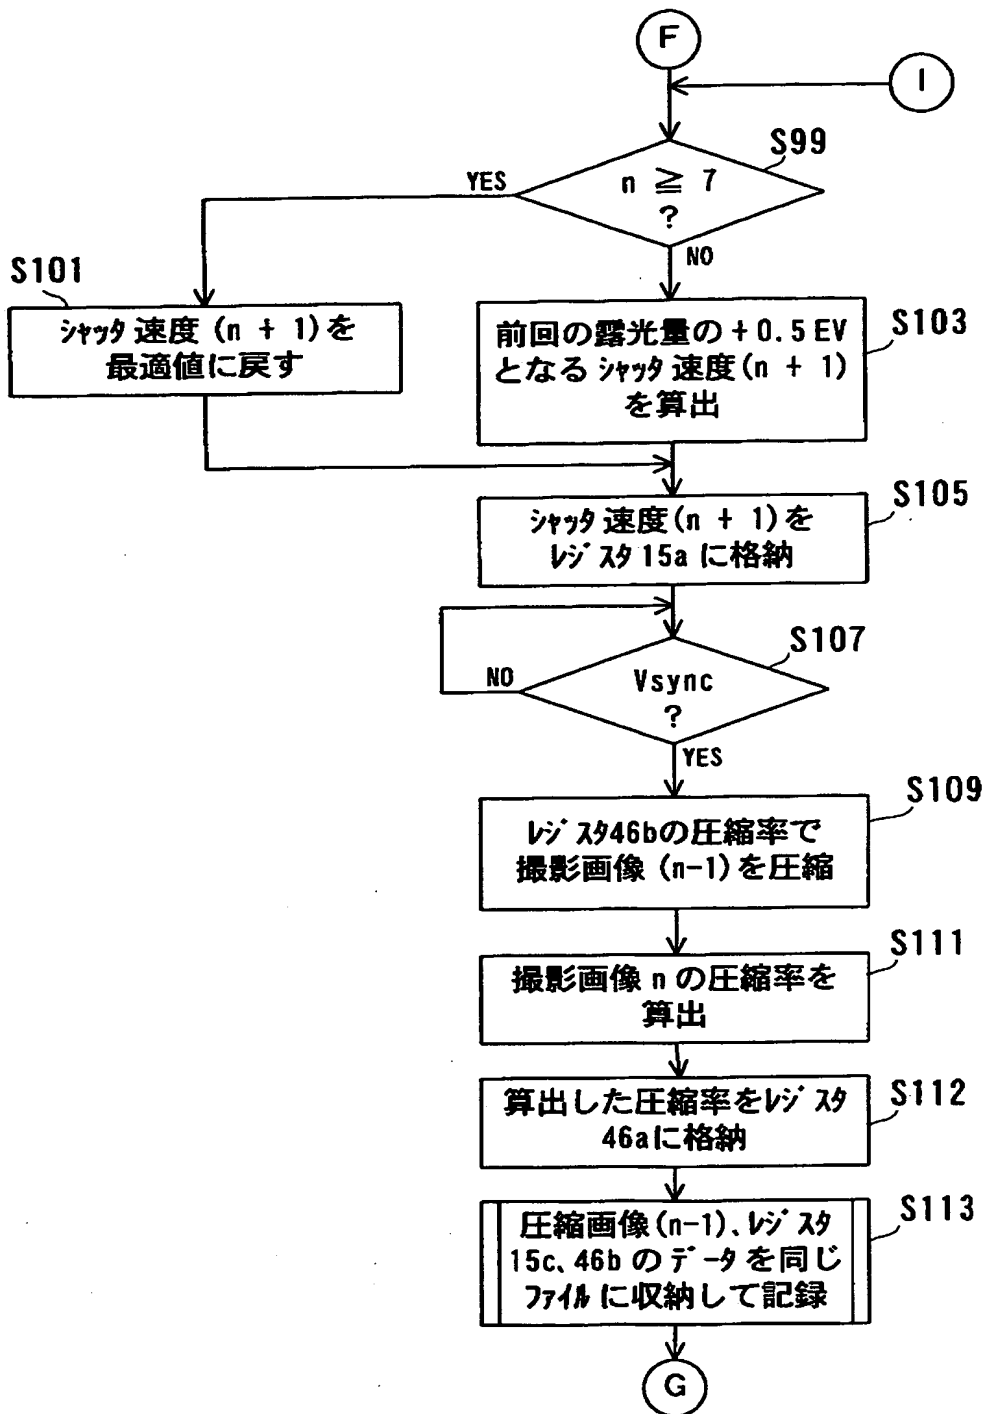 F
I
S99
n ≧ 7
?
YES
NO
S101
ｼｬｯﾀ 速度 (n + 1)を
最適値に戻す
S103
前回の露光量の +0.5 EV
となる ｼｬｯﾀ 速度(n + 1)
を算出
S105
ｼｬｯﾀ 速度(n + 1)を
ﾚｼﾞｽﾀ 15a に格納
S107
Vsync
?
NO
YES
S109
ﾚｼﾞｽﾀ46bの圧縮率で
撮影画像 (n-1)を圧縮
S111
撮影画像 n の圧縮率を
算出
S112
算出した圧縮率をﾚｼﾞｽﾀ
46aに格納
S113
圧縮画像(n-1)､ﾚｼﾞｽﾀ
15c､46b のﾃﾞｰﾀを同じ
ﾌｧｲﾙに収納して記録
G